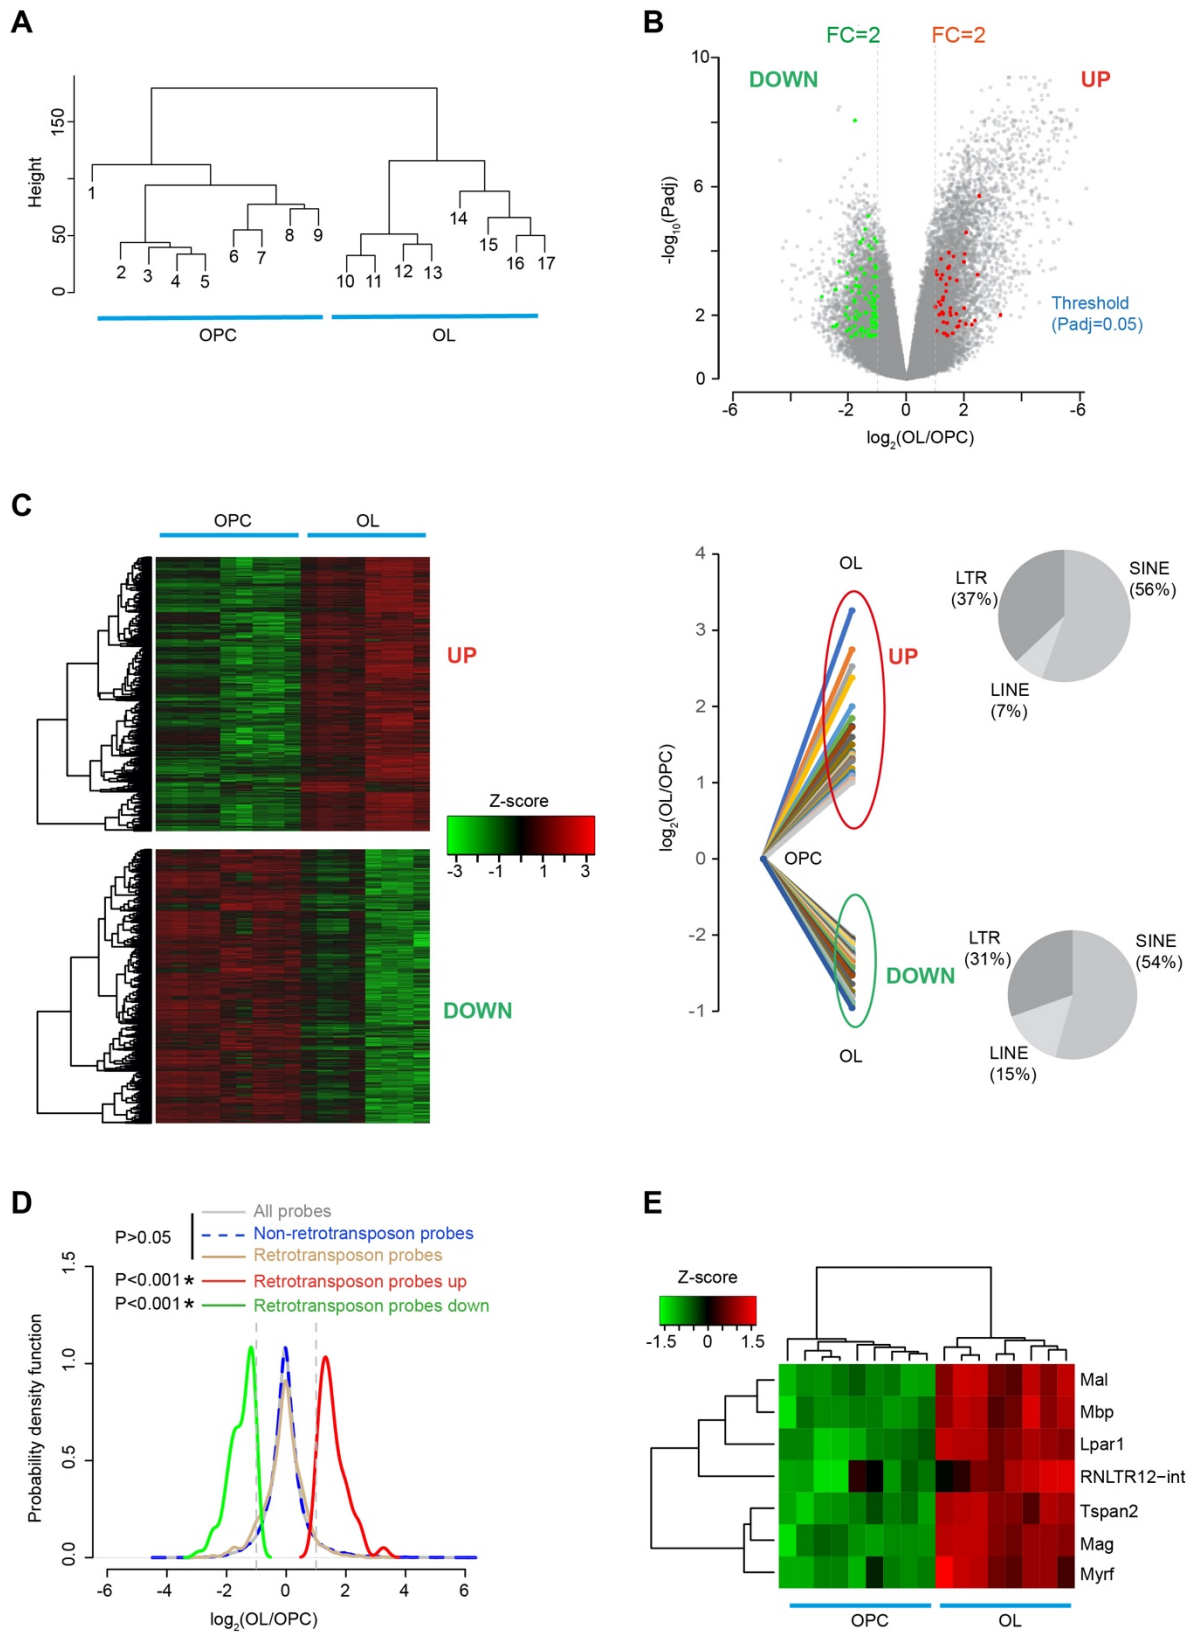 A
150
50
0
Height
1
2
3
4
5
6
7
8
9
10
11
12
13
14
15
16
17
OPC
OL
B
FC=2
FC=2
DOWN
UP
10
6
4
2
0
-log10(Padj)
Threshold
(Padj=0.05)
-6
-2
0
2
-6
log2(OL/OPC)
C
OPC
OL
UP
DOWN
Z-score
-3
-1
1
3
4
3
2
1
0
-2
-1
log2(OL/OPC)
OL
UP
OPC
DOWN
OL
LTR
(37%)
SINE
(56%)
LINE
(7%)
LTR
(31%)
SINE
(54%)
LINE
(15%)
D
All probes
P>0.05
Non-retrotransposon probes
Retrotransposon probes
P<0.001*
Retrotransposon probes up
P<0.001*
Retrotransposon probes down
1.5
1.0
0.5
0.0
Probability density function
-6
-4
-2
0
2
4
6
log2(OL/OPC)
E
Z-score
-1.5
0
1.5
Mal
Mbp
Lpar1
RNLTR12−int
Tspan2
Mag
Myrf
OPC
OL